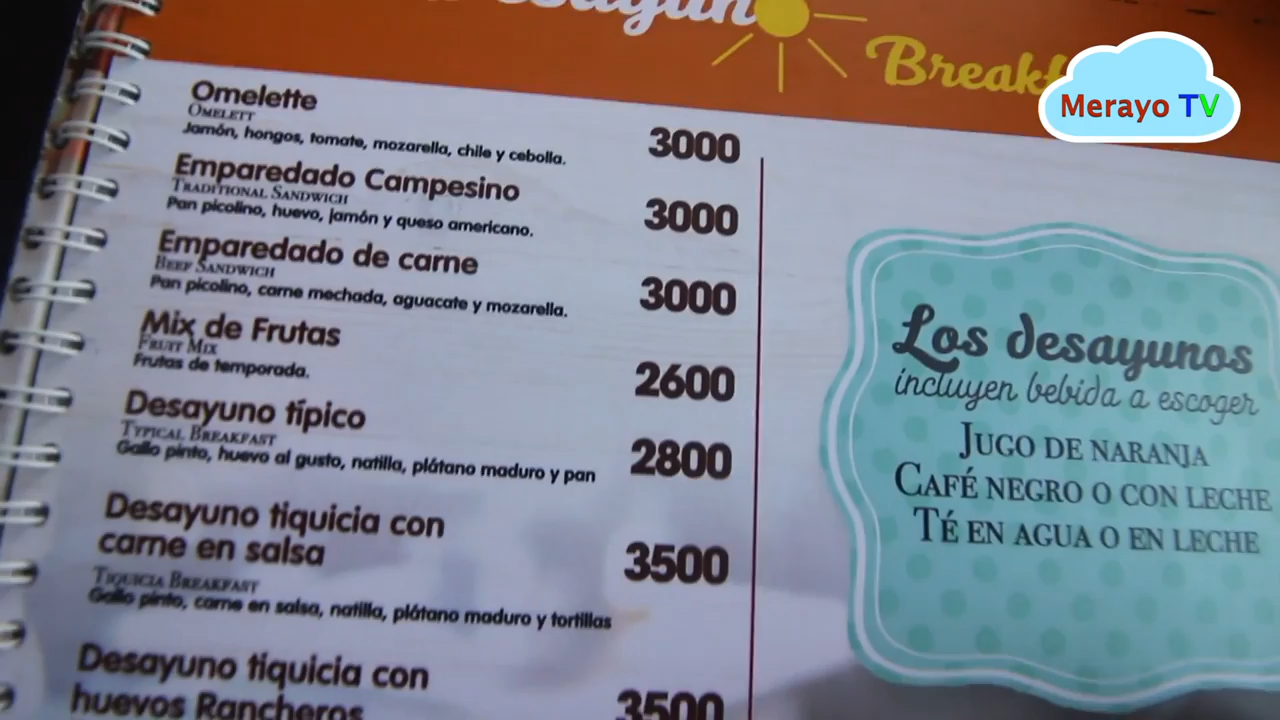 Breakf
Merayo TV
Omelette
Omelett
Jamón, hongos, tomate, mozarella, chile y cebolla.
3000
Emparedado Campesino
Traditional Sandwich
Pan picolino, huevo, jamón y queso americano.
3000
Emparedado de carne
Beef Sandwich
Pan picolino, carne mechada, aguacate y mozarella.
3000
Mix de Frutas
Fruit Mix
Frutas de temporada.
2600
Desayuno típico
Typical Breakfast
Gallo pinto, huevo al gusto, natilla, plátano maduro y pan
2800
Desayuno tiquicia con
carne en salsa
Tiquicia Breakfast
Gallo pinto, carne en salsa, natilla, plátano maduro y tortillas
3500
Desayuno tiquicia con
huevos Rancheros
3500
Los desayunos
incluyen bebida a escoger
Jugo de naranja
Café negro o con leche
Té en agua o en leche